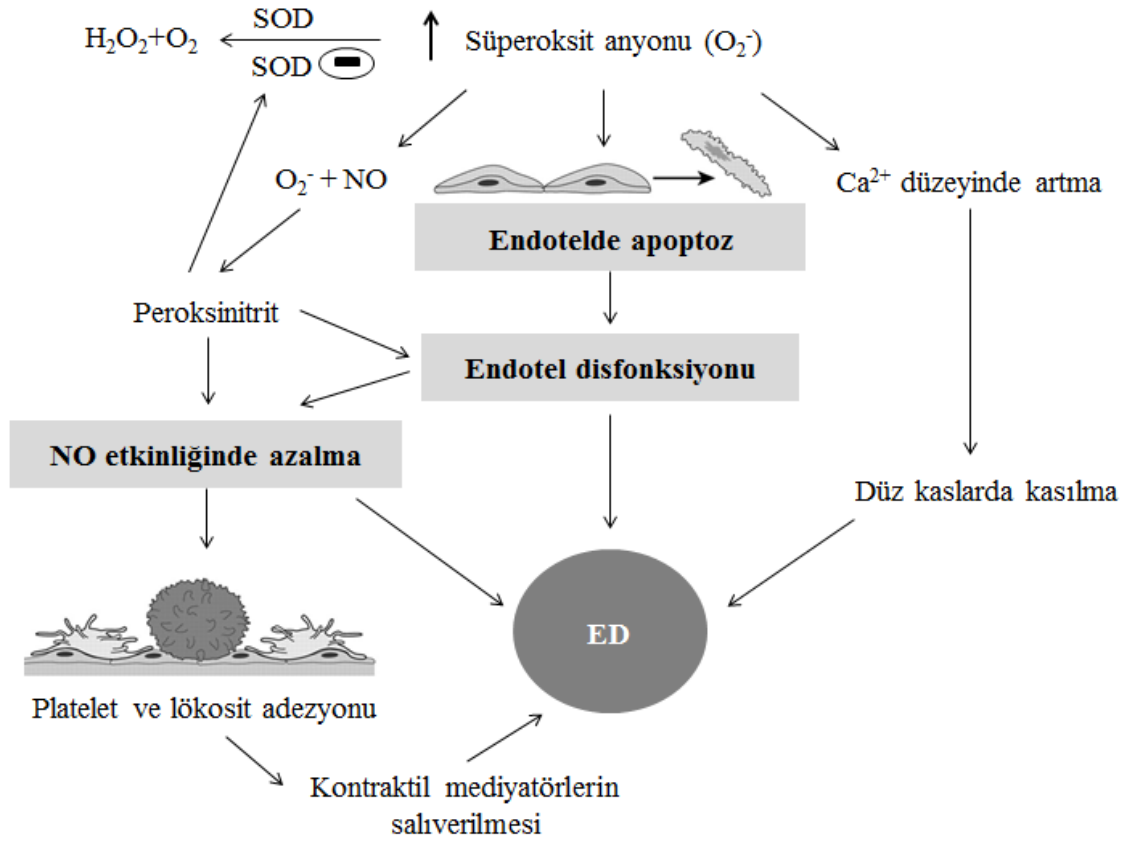 SOD
H₂O₂+O₂
Süperoksit anyonu (O₂⁻)
SOD
O₂⁻ + NO
Ca²⁺ düzeyinde artma
Endotelde apoptoz
Peroksinitrit
Endotel disfonksiyonu
NO etkinliğinde azalma
Düz kaslarda kasılma
ED
Platelet ve lökosit adezyonu
Kontraktil mediyatörlerin
salıverilmesi